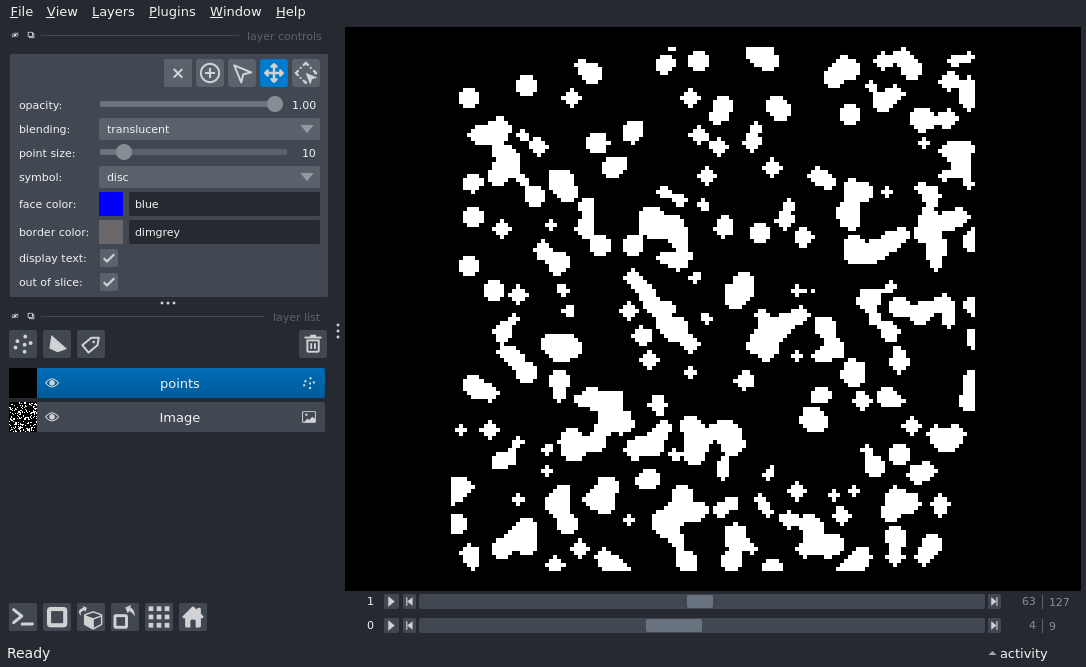 File View Layers Plugins Window Help
layer controls
opacity: 1.00
blending: translucent
point size: 10
symbol: disc
face color: blue
border color: dimgrey
display text:
out of slice:
layer list
points
Image
1 63 | 127
0 4 | 9
Ready activity